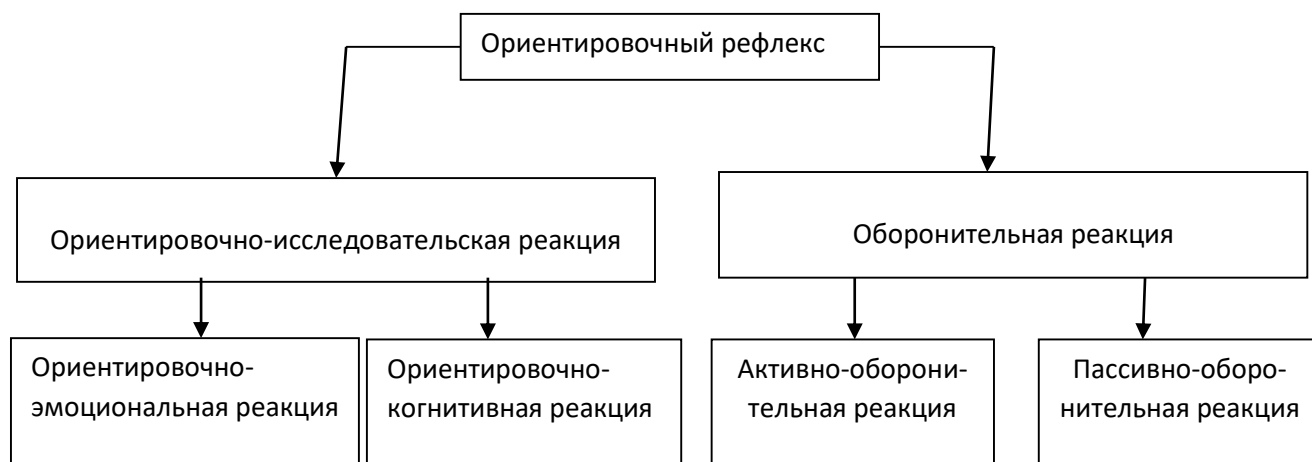 Ориентировочный рефлекс
Ориентировочно-исследовательская реакция
Оборонительная реакция
Ориентировочно-
эмоциональная реакция
Ориентировочно-
когнитивная реакция
Активно-оборони-
тельная реакция
Пассивно-оборо-
нительная реакция